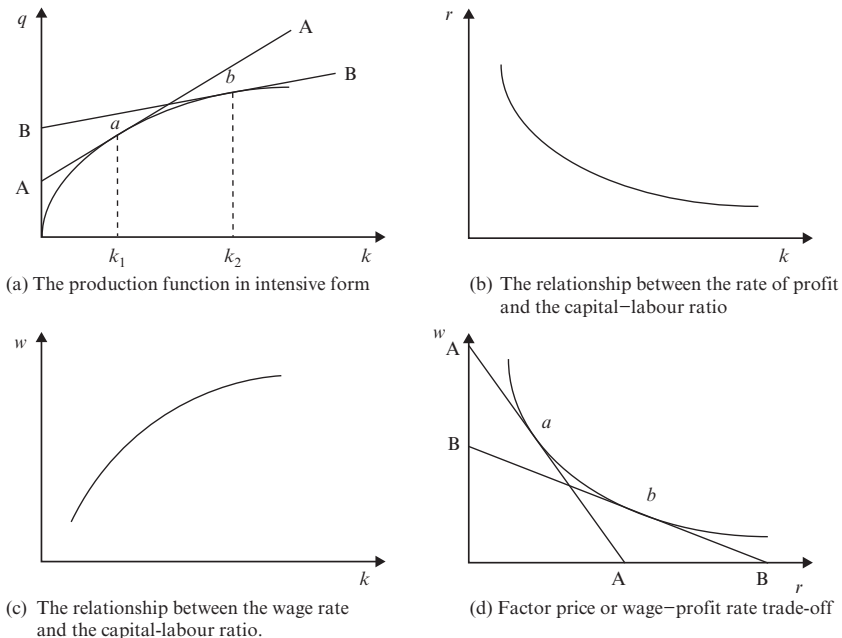 q
A
b
B
a
B
A
k1
k2
k
(a) The production function in intensive form
r
k
(b) The relationship between the rate of profit
and the capital−labour ratio
w
k
(c) The relationship between the wage rate
and the capital-labour ratio.
w
A
a
B
b
A
B
r
(d) Factor price or wage−profit rate trade-off